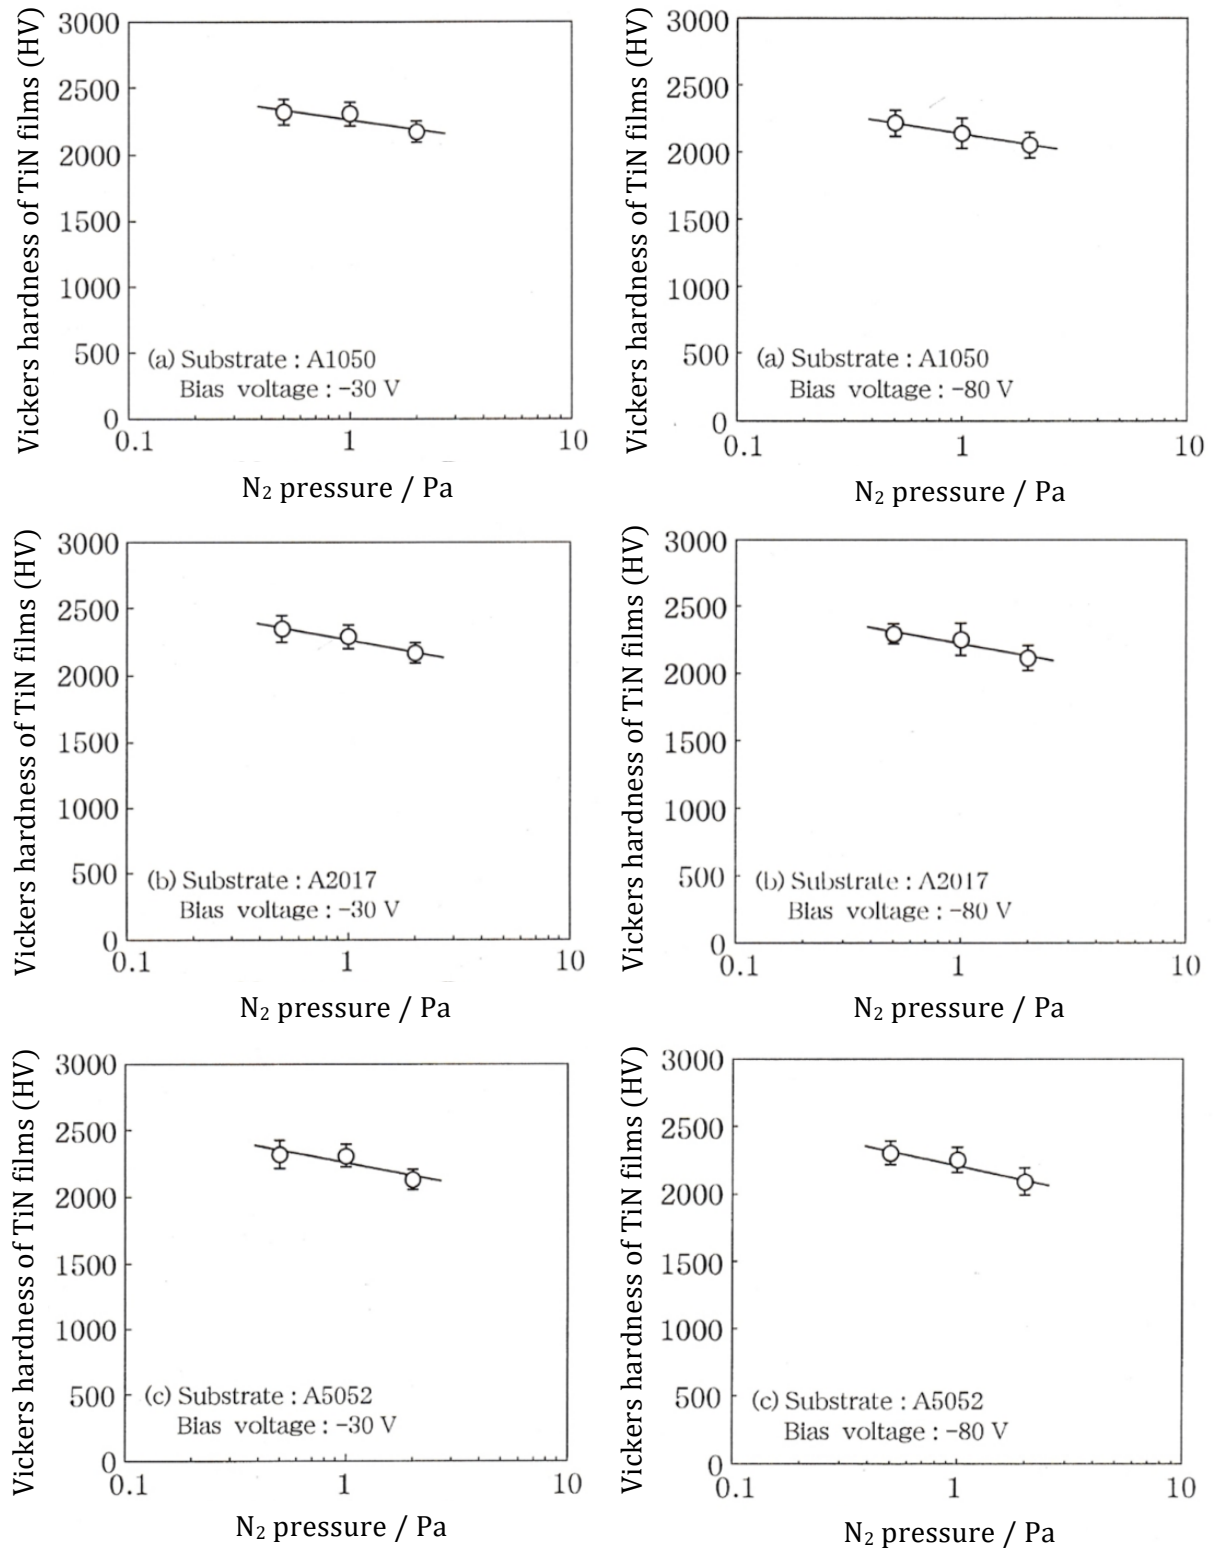 Vickers hardness of TiN films (HV)
3000
2500
2000
1500
1000
500
0
(a) Substrate : A1050
Bias voltage : -30 V
0.1
1
10
N₂ pressure / Pa
Vickers hardness of TiN films (HV)
3000
2500
2000
1500
1000
500
0
(a) Substrate : A1050
Bias voltage : -80 V
0.1
1
10
N₂ pressure / Pa
Vickers hardness of TiN films (HV)
3000
2500
2000
1500
1000
500
0
(b) Substrate : A2017
Bias voltage : -30 V
0.1
1
10
N₂ pressure / Pa
Vickers hardness of TiN films (HV)
3000
2500
2000
1500
1000
500
0
(b) Substrate : A2017
Bias voltage : -80 V
0.1
1
10
N₂ pressure / Pa
Vickers hardness of TiN films (HV)
3000
2500
2000
1500
1000
500
0
(c) Substrate : A5052
Bias voltage : -30 V
0.1
1
10
N₂ pressure / Pa
Vickers hardness of TiN films (HV)
3000
2500
2000
1500
1000
500
0
(c) Substrate : A5052
Bias voltage : -80 V
0.1
1
10
N₂ pressure / Pa